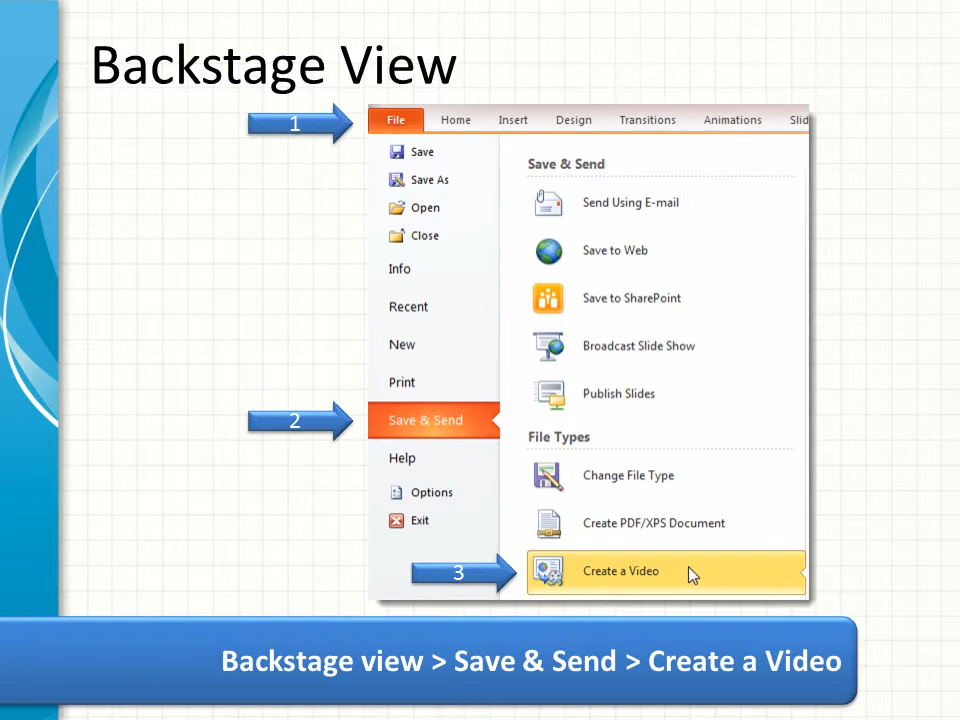 Backstage View
1
File Home Insert Design Transitions Animations Slid
Save
Save As
Open
Close
Info
Recent
New
Print
2
Save & Send
Help
Options
Exit
Save & Send
Send Using E-mail
Save to Web
Save to SharePoint
Broadcast Slide Show
Publish Slides
File Types
Change File Type
Create PDF/XPS Document
3
Create a Video
Backstage view > Save & Send > Create a Video